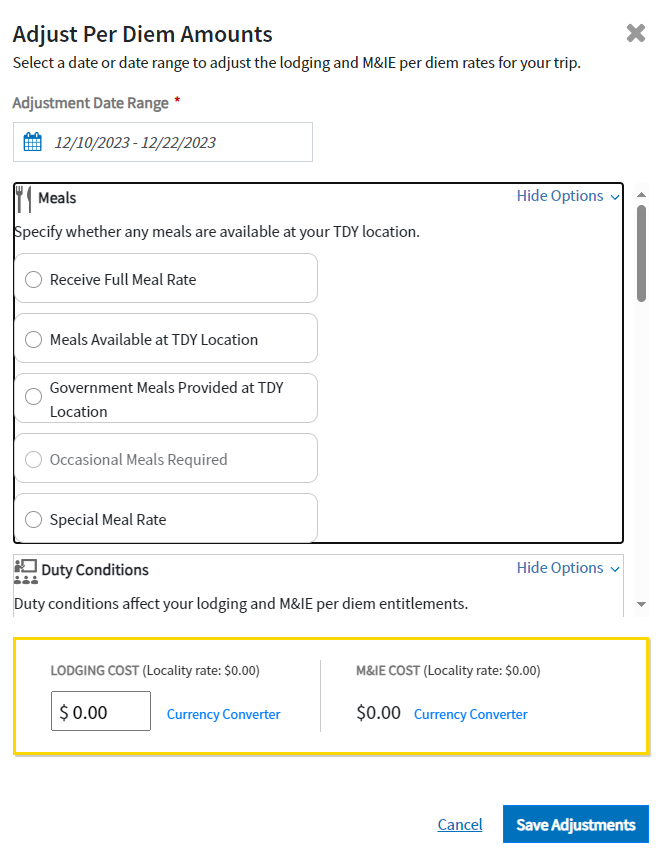 Adjust Per Diem Amounts
Select a date or date range to adjust the lodging and M&IE per diem rates for your trip.
Adjustment Date Range *
12/10/2023 - 12/22/2023
Meals
Hide Options
Specify whether any meals are available at your TDY location.
Receive Full Meal Rate
Meals Available at TDY Location
Government Meals Provided at TDY
Location
Occasional Meals Required
Special Meal Rate
Duty Conditions
Hide Options
Duty conditions affect your lodging and M&IE per diem entitlements.
LODGING COST (Locality rate: $0.00)
$ 0.00
Currency Converter
M&IE COST (Locality rate: $0.00)
$0.00
Currency Converter
Cancel
Save Adjustments